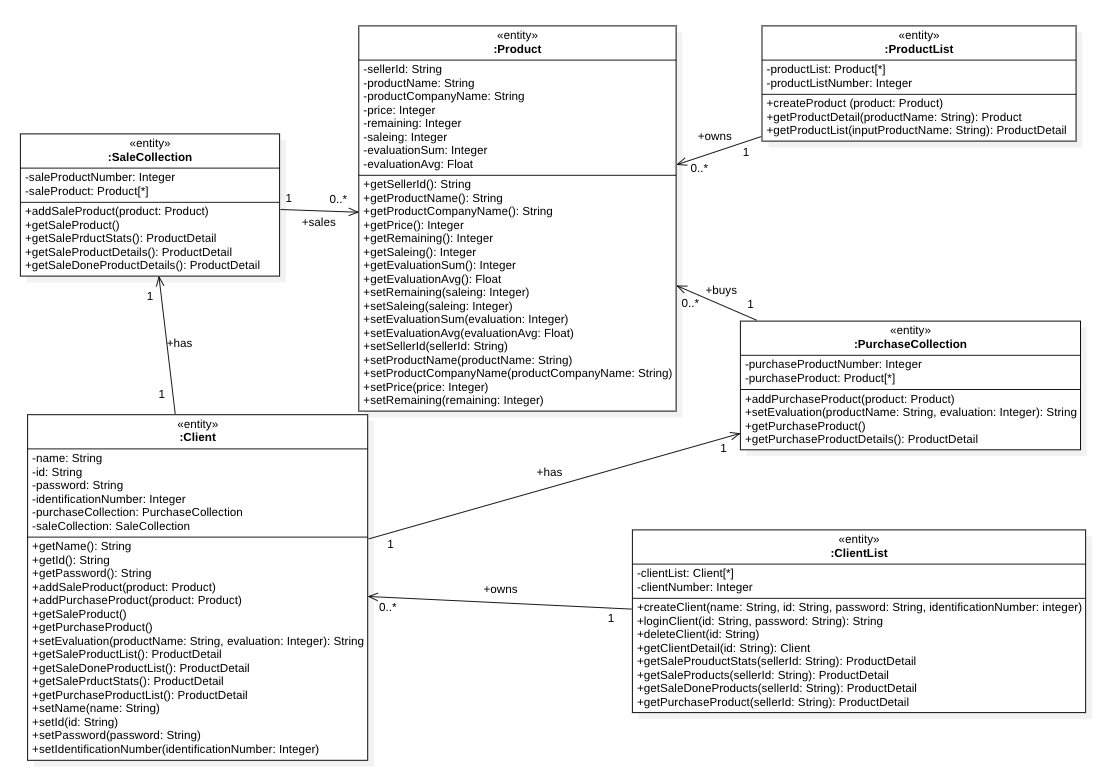 «entity»
:Product
-sellerId: String
-productName: String
-productCompanyName: String
-price: Integer
-remaining: Integer
-saleing: Integer
-evaluationSum: Integer
-evaluationAvg: Float
+getSellerId(): String
+getProductName(): String
+getProductCompanyName(): String
+getPrice(): Integer
+getRemaining(): Integer
+getSaleing(): Integer
+getEvaluationSum(): Integer
+getEvaluationAvg(): Float
+setRemaining(saleing: Integer)
+setSaleing(saleing: Integer)
+setEvaluationSum(evaluation: Integer)
+setEvaluationAvg(evaluationAvg: Float)
+setSellerId(sellerId: String)
+setProductName(productName: String)
+setProductCompanyName(productCompanyName: String)
+setPrice(price: Integer)
+setRemaining(remaining: Integer)
«entity»
:ProductList
-productList: Product[*]
-productListNumber: Integer
+createProduct (product: Product)
+getProductDetail(productName: String): Product
+getProductList(inputProductName: String): ProductDetail
+owns
1
0..*
«entity»
:SaleCollection
-saleProductNumber: Integer
-saleProduct: Product[*]
+addSaleProduct(product: Product)
+getSaleProduct()
+getSalePrductStats(): ProductDetail
+getSaleProductDetails(): ProductDetail
+getSaleDoneProductDetails(): ProductDetail
1
0..*
+sales
1
+has
1
+buys
0..*
1
«entity»
:PurchaseCollection
-purchaseProductNumber: Integer
-purchaseProduct: Product[*]
+addPurchaseProduct(product: Product)
+setEvaluation(productName: String, evaluation: Integer): String
+getPurchaseProduct()
+getPurchaseProductDetails(): ProductDetail
«entity»
:Client
-name: String
-id: String
-password: String
-identificationNumber: Integer
-purchaseCollection: PurchaseCollection
-saleCollection: SaleCollection
+getName(): String
+getId(): String
+getPassword(): String
+addSaleProduct(product: Product)
+addPurchaseProduct(product: Product)
+getSaleProduct()
+getPurchaseProduct()
+setEvaluation(productName: String, evaluation: Integer): String
+getSaleProductList(): ProductDetail
+getSaleDoneProductList(): ProductDetail
+getSalePrductStats(): ProductDetail
+getPurchaseProductList(): ProductDetail
+setName(name: String)
+setId(id: String)
+setPassword(password: String)
+setIdentificationNumber(identificationNumber: Integer)
1
+has
1
+owns
0..*
1
«entity»
:ClientList
-clientList: Client[*]
-clientNumber: Integer
+createClient(name: String, id: String, password: String, identificationNumber: integer)
+loginClient(id: String, password: String): String
+deleteClient(id: String)
+getClientDetail(id: String): Client
+getSaleProuductStats(sellerId: String): ProductDetail
+getSaleProducts(sellerId: String): ProductDetail
+getSaleDoneProducts(sellerId: String): ProductDetail
+getPurchaseProduct(sellerId: String): ProductDetail